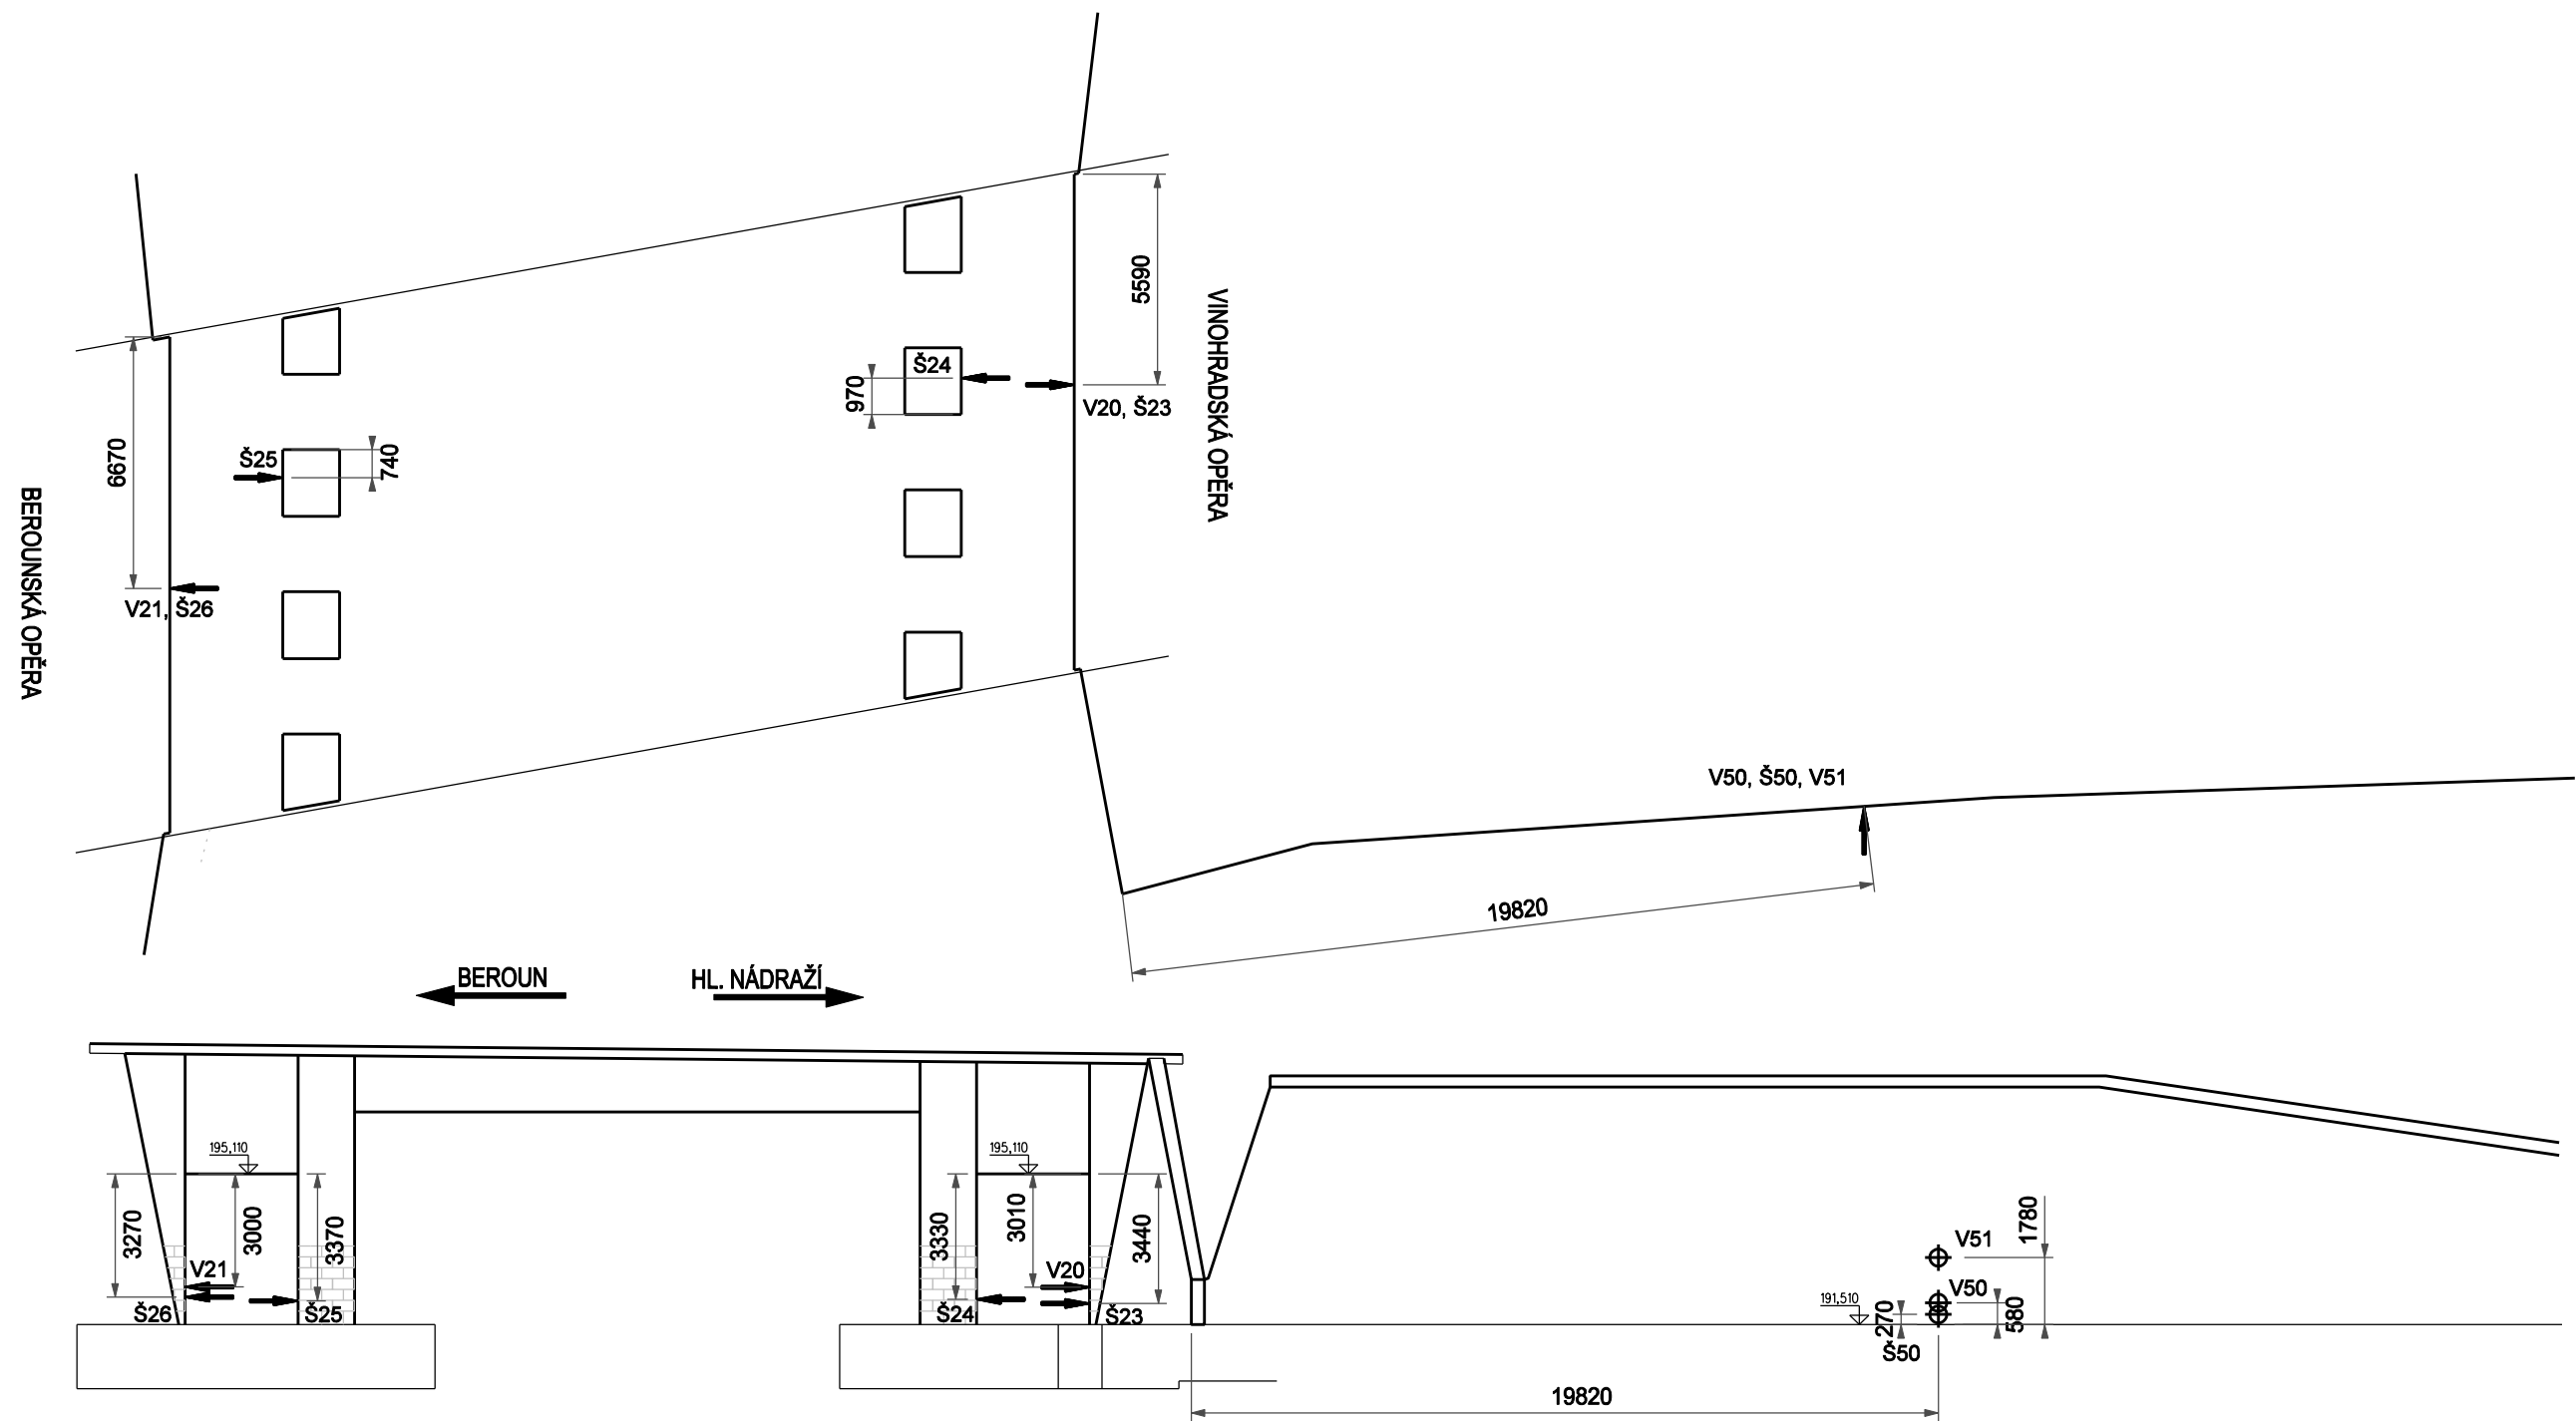 5590
VINOHRADSKÁ OPĚRA
Š24
970
V20, Š23
6670
Š25
740
BEROUNSKÁ OPĚRA
V21, Š26
V50, Š50, V51
19820
BEROUN
HL. NÁDRAŽÍ
195,110
195,110
3270
3000
3370
3330
3010
3440
1780
V51
V21
V20
V50
191,510
270
580
Š26
Š25
Š24
Š23
Š50
19820